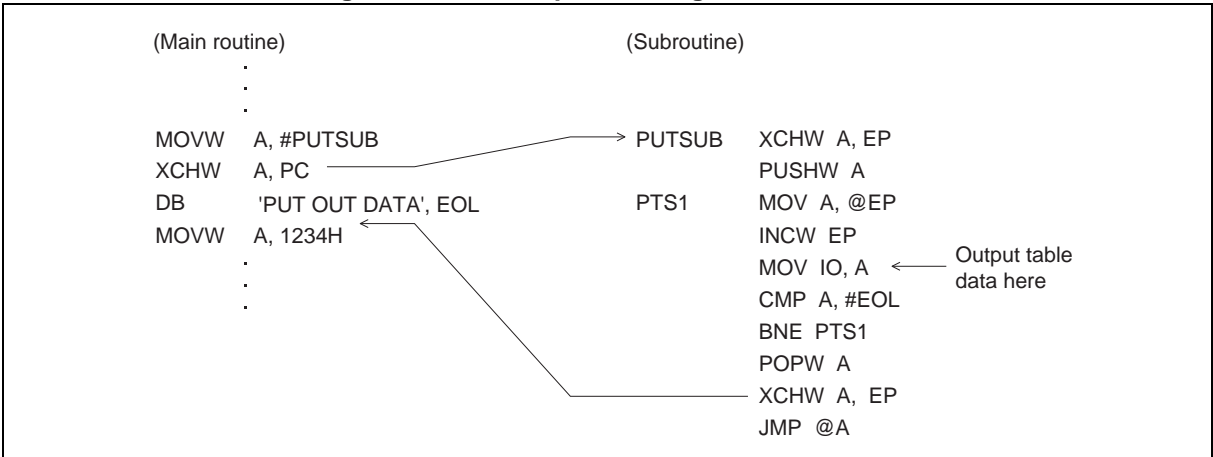 (Main routine) (Subroutine)
.
.
.
MOVW A, #PUTSUB PUTSUB XCHW A, EP
XCHW A, PC PUSHW A
DB 'PUT OUT DATA', EOL PTS1 MOV A, @EP
MOVW A, 1234H INCW EP
. MOV IO, A Output table
data here
. CMP A, #EOL
. BNE PTS1
POPW A
XCHW A, EP
JMP @A